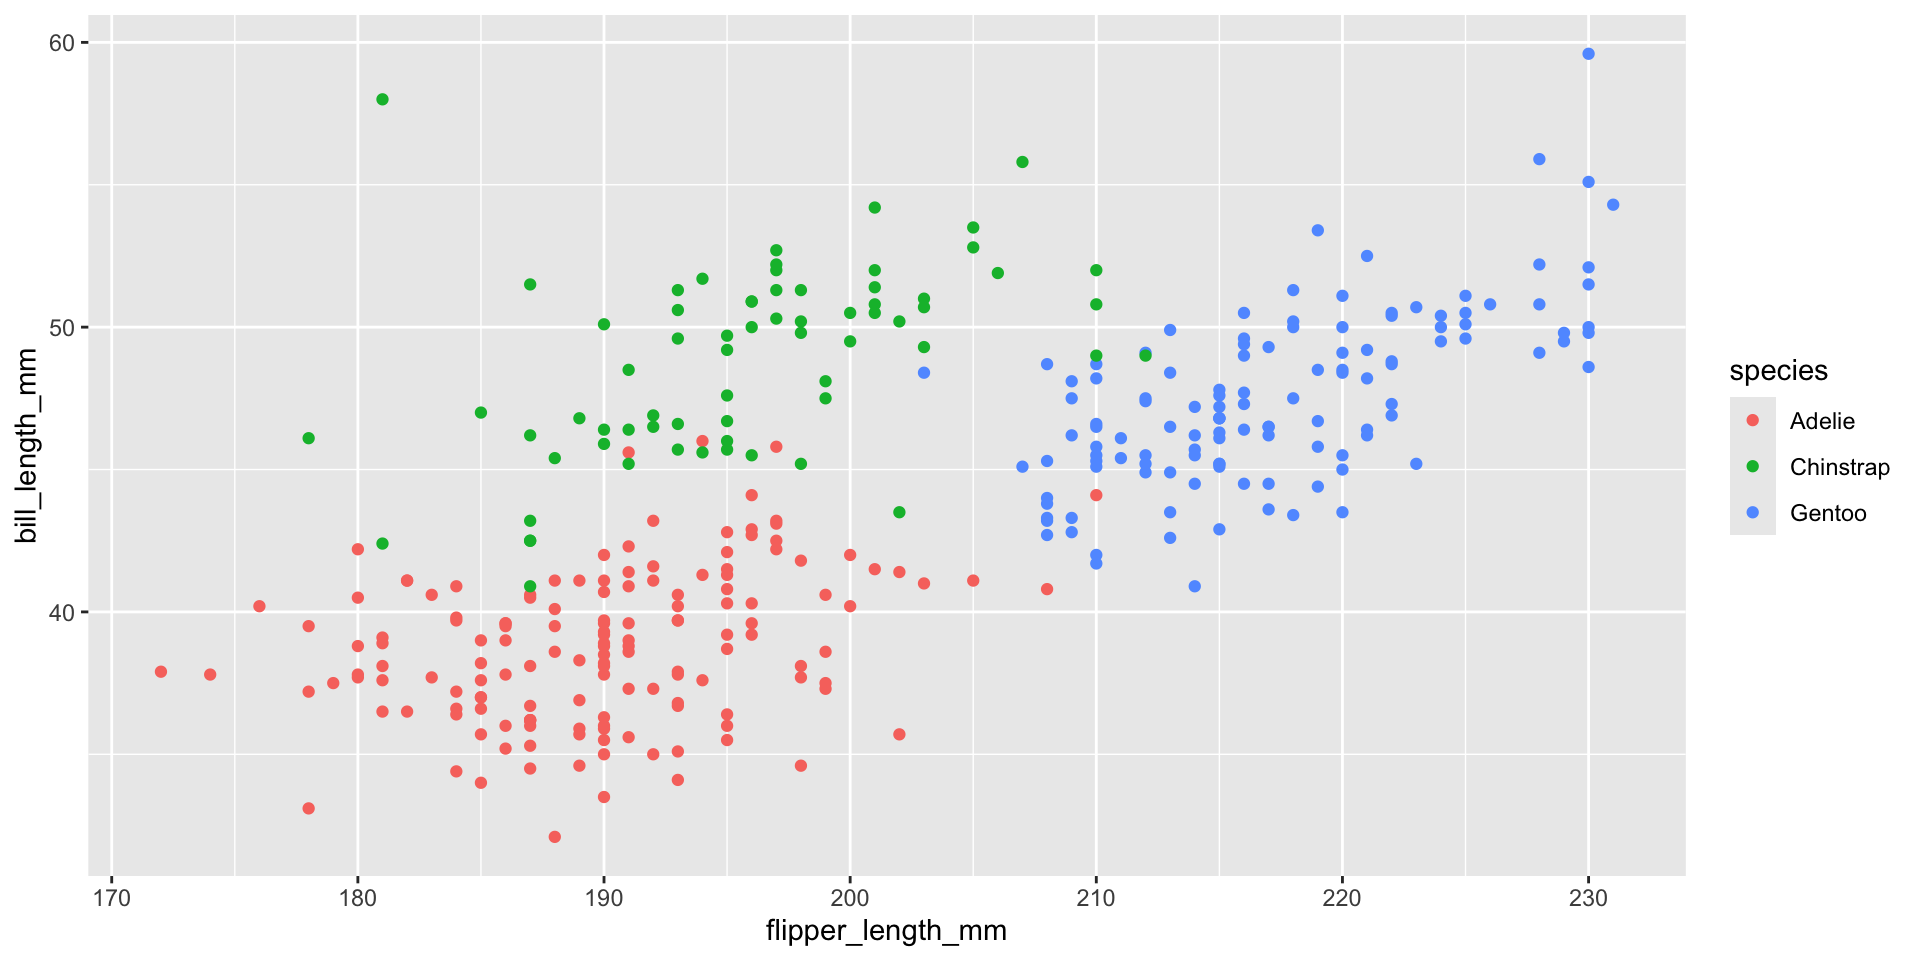 60
50
40
bill_length_mm
170 180 190 200 210 220 230
flipper_length_mm
species
Adelie
Chinstrap
Gentoo